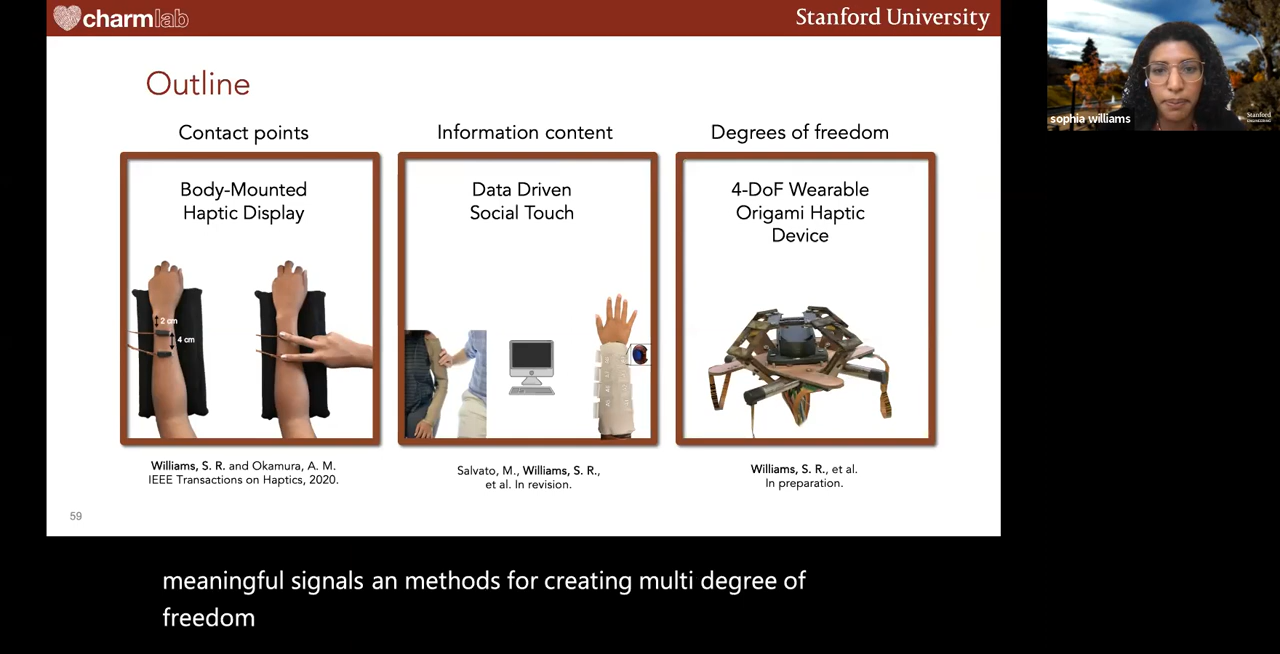 charmlab
Stanford University
Outline
Contact points
Information content
Degrees of freedom
Body-Mounted
Haptic Display
2 cm
4 cm
Data Driven
Social Touch
4-DoF Wearable
Origami Haptic
Device
Williams, S. R. and Okamura, A. M.
IEEE Transactions on Haptics, 2020.
Salvato, M., Williams, S. R.,
et al. In revision.
Williams, S. R., et al.
In preparation.
59
sophia williams
Stanford
ENGINEERING
meaningful signals an methods for creating multi degree of
freedom